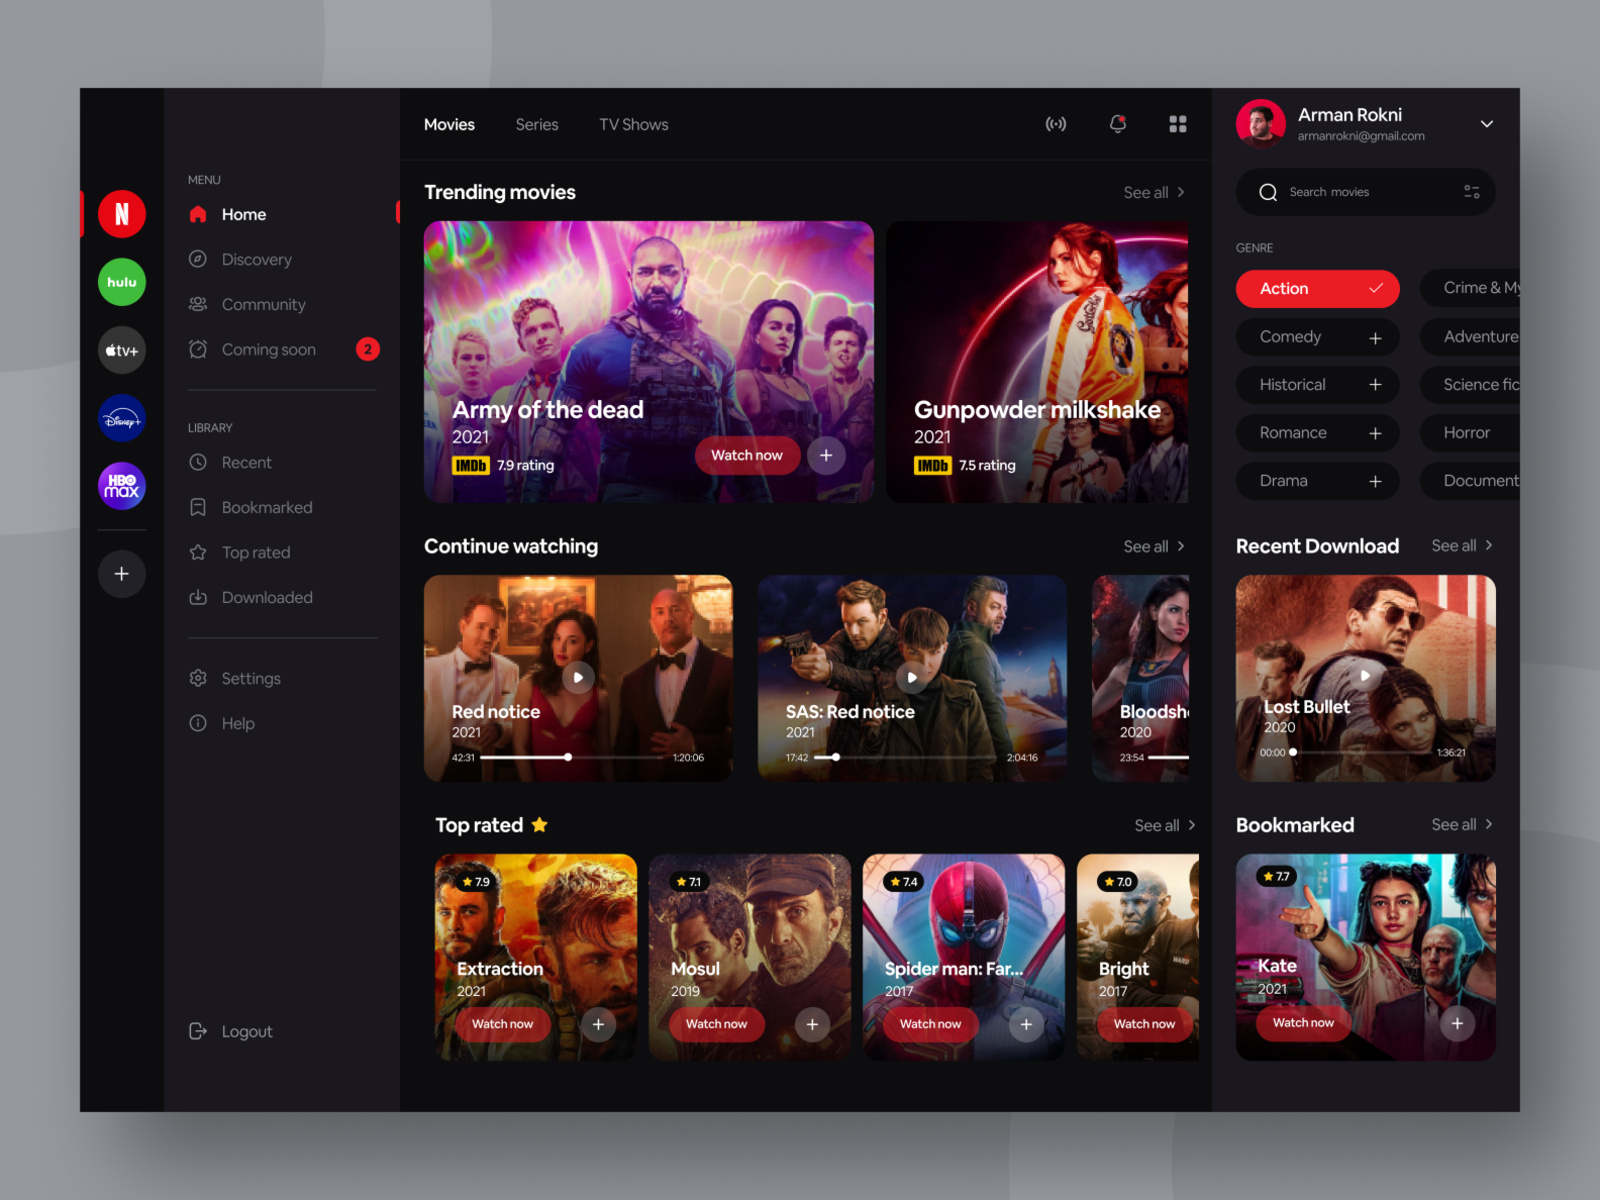 N
hulu
tv+
Disney+
HBO
max
MENU
Home
Discovery
Community
Coming soon 2
LIBRARY
Recent
Bookmarked
Top rated
Downloaded
Settings
Help
Logout
Movies Series TV Shows
Trending movies See all
Army of the dead
2021
IMDb 7.9 rating
Watch now
Gunpowder milkshake
2021
IMDb 7.5 rating
Continue watching See all
Red notice
2021
42:31 1:20:06
SAS: Red notice
2021
17:42 2:04:16
Bloodsh
2020
23:54
Top rated See all
7.9
Extraction
2021
Watch now
7.1
Mosul
2019
Watch now
7.4
Spider man: Far...
2017
Watch now
7.0
WARD
Bright
2017
Watch now
Arman Rokni
armanrokni@gmail.com
Search movies
GENRE
Action Crime & My
Comedy Adventure
Historical Science fic
Romance Horror
Drama Document
Recent Download See all
Lost Bullet
2020
00:00 1:36:21
Bookmarked See all
7.7
Kate
2021
Watch now